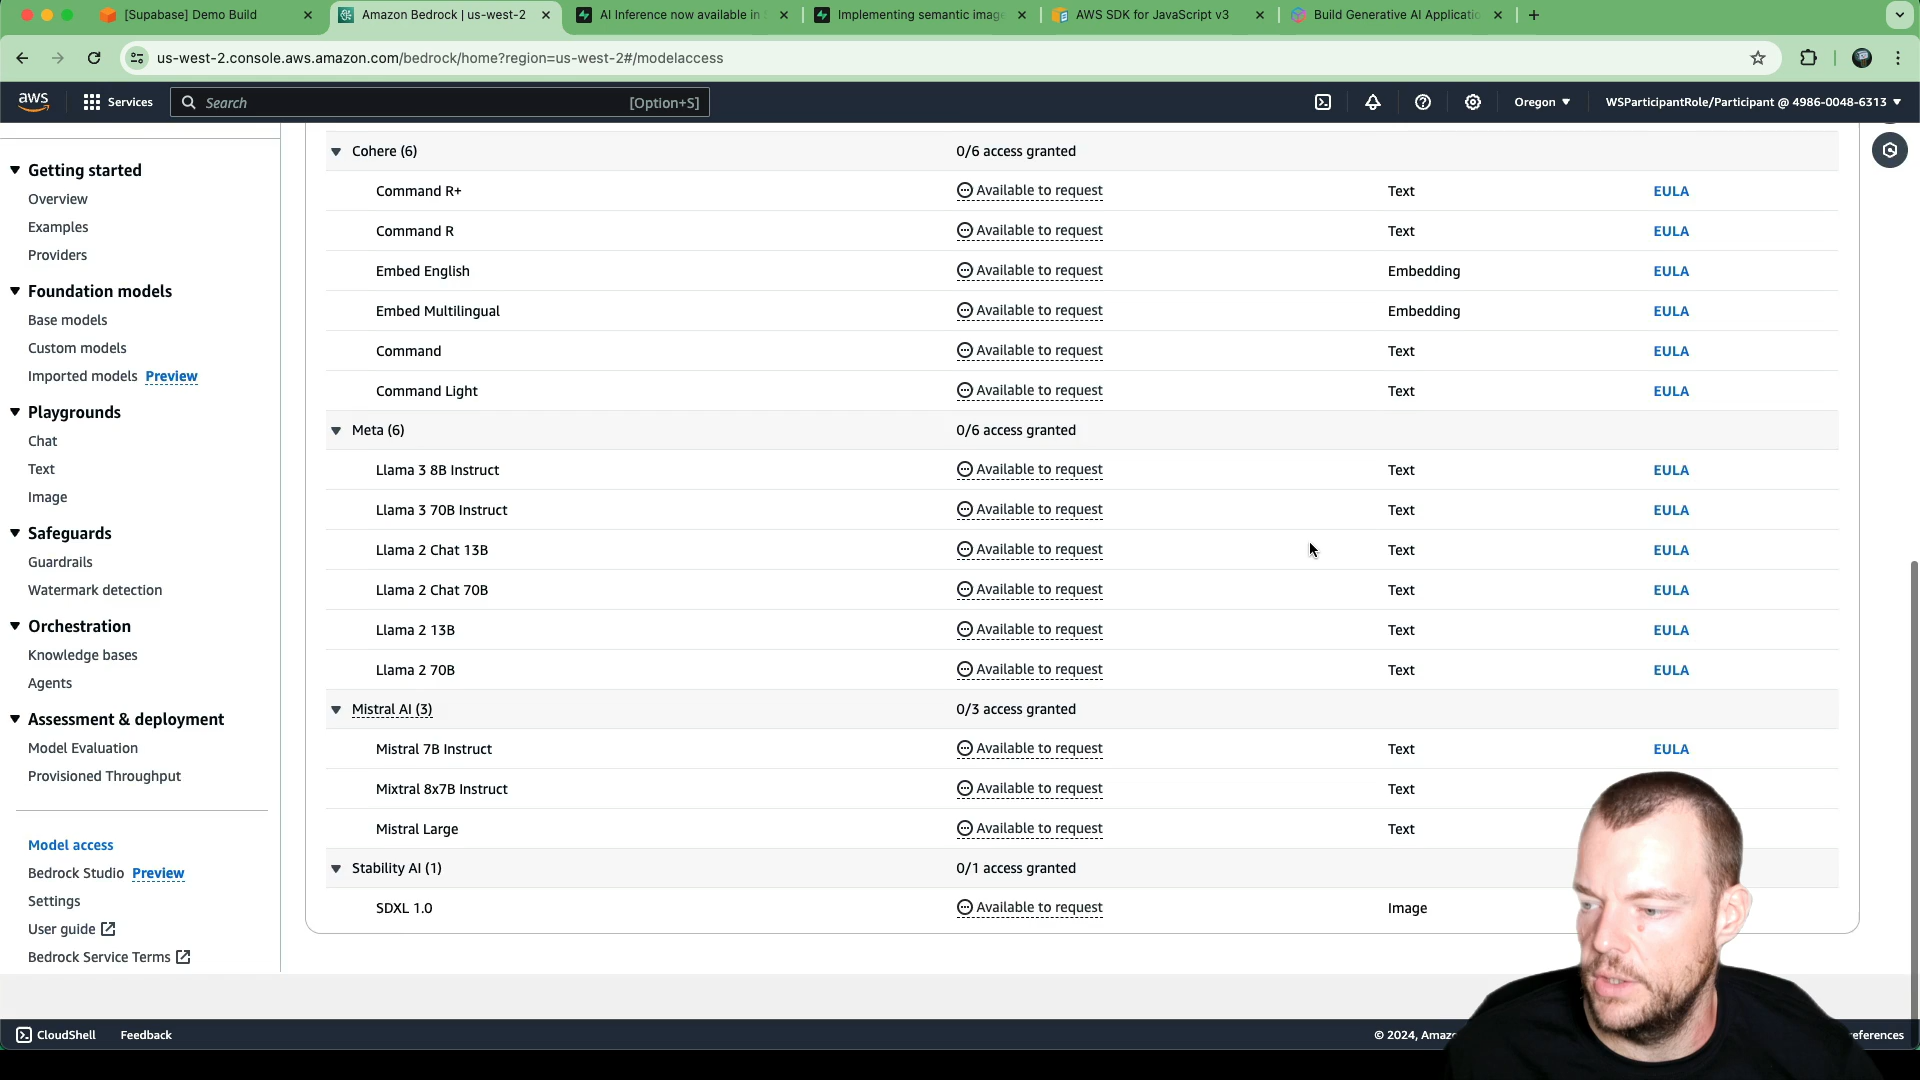 [Supabase] Demo Build
Amazon Bedrock | us-west-2
AI Inference now available in
Implementing semantic image
AWS SDK for JavaScript v3
Build Generative AI Applicatio
us-west-2.console.aws.amazon.com/bedrock/home?region=us-west-2#/modelaccess
aws
Services
Search
[Option+S]
Oregon
WSParticipantRole/Participant @ 4986-0048-6313
Getting started
Overview
Examples
Providers
Foundation models
Base models
Custom models
Imported models Preview
Playgrounds
Chat
Text
Image
Safeguards
Guardrails
Watermark detection
Orchestration
Knowledge bases
Agents
Assessment & deployment
Model Evaluation
Provisioned Throughput
Model access
Bedrock Studio Preview
Settings
User guide
Bedrock Service Terms
Cohere (6) 0/6 access granted
Command R+ Available to request Text EULA
Command R Available to request Text EULA
Embed English Available to request Embedding EULA
Embed Multilingual Available to request Embedding EULA
Command Available to request Text EULA
Command Light Available to request Text EULA
Meta (6) 0/6 access granted
Llama 3 8B Instruct Available to request Text EULA
Llama 3 70B Instruct Available to request Text EULA
Llama 2 Chat 13B Available to request Text EULA
Llama 2 Chat 70B Available to request Text EULA
Llama 2 13B Available to request Text EULA
Llama 2 70B Available to request Text EULA
Mistral AI (3) 0/3 access granted
Mistral 7B Instruct Available to request Text EULA
Mixtral 8x7B Instruct Available to request Text
Mistral Large Available to request Text
Stability AI (1) 0/1 access granted
SDXL 1.0 Available to request Image
CloudShell
Feedback
© 2024, Amaz
eferences